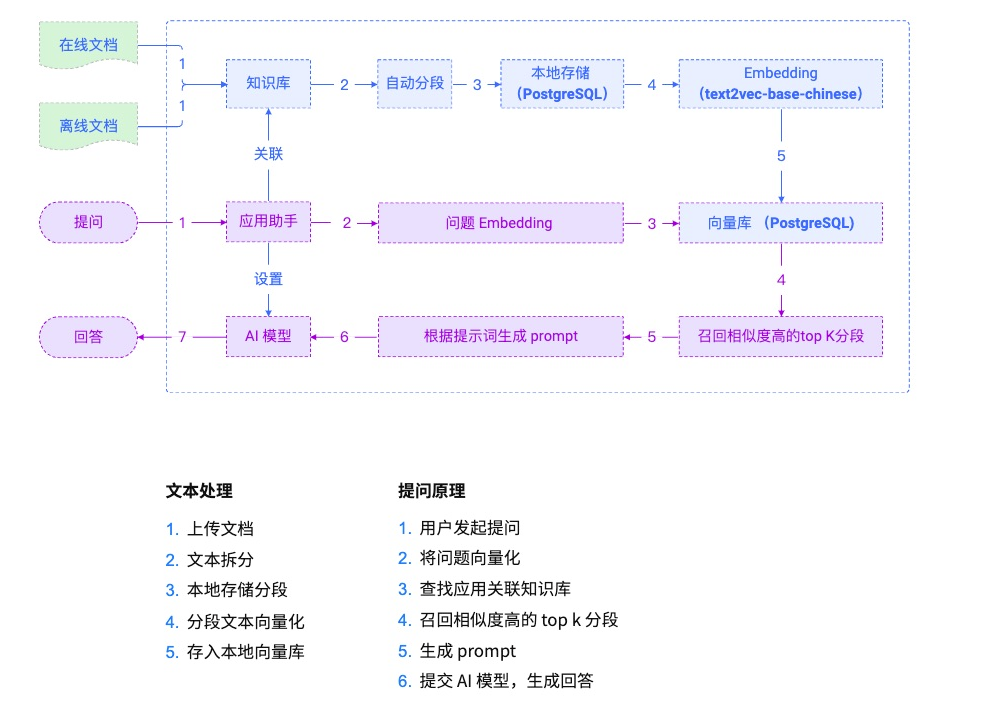 在线文档
1
知识库
2
自动分段
3
本地存储
（PostgreSQL）
4
Embedding
（text2vec-base-chinese）
1
离线文档
关联
5
提问
1
应用助手
2
问题 Embedding
3
向量库 （PostgreSQL）
设置
4
回答
7
AI 模型
6
根据提示词生成 prompt
5
召回相似度高的top K分段
文本处理
1. 上传文档
2. 文本拆分
3. 本地存储分段
4. 分段文本向量化
5. 存入本地向量库
提问原理
1. 用户发起提问
2. 将问题向量化
3. 查找应用关联知识库
4. 召回相似度高的 top k 分段
5. 生成 prompt
6. 提交 AI 模型，生成回答